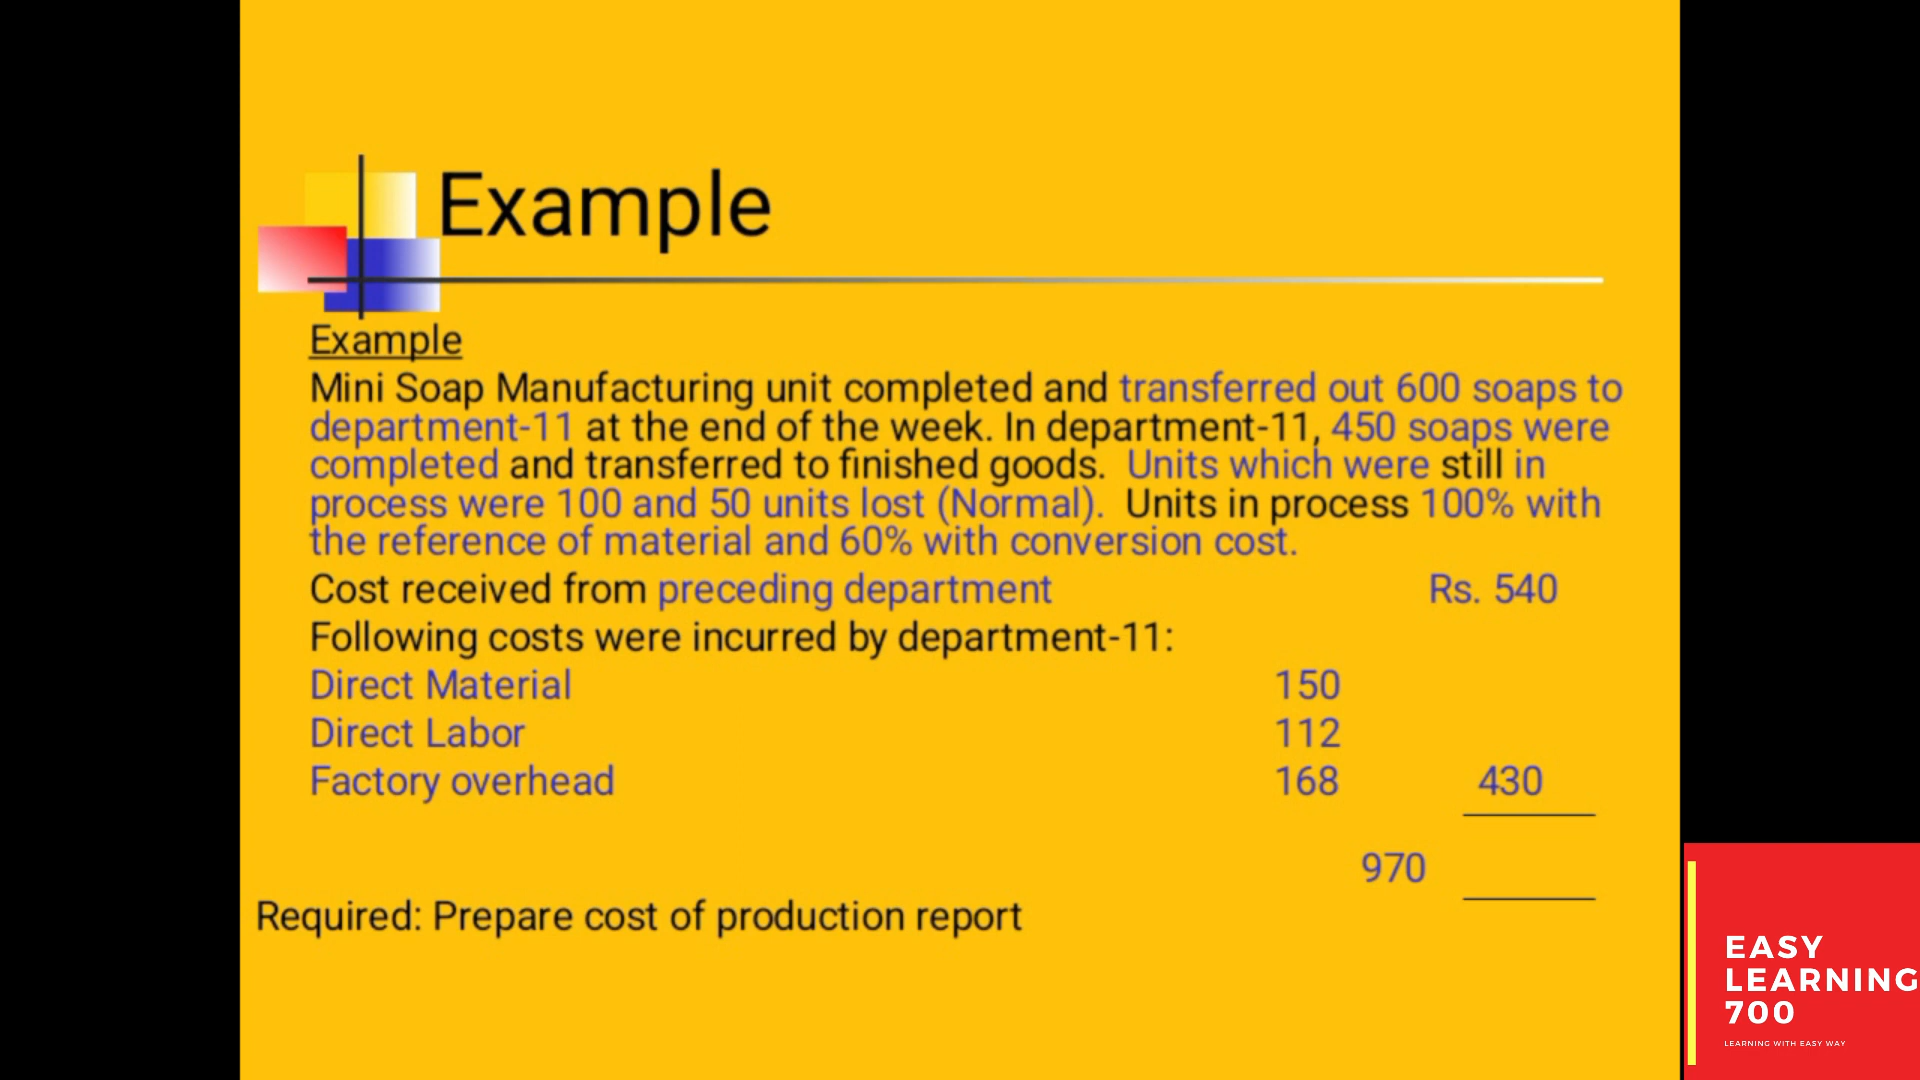 Example
Example
Mini Soap Manufacturing unit completed and transferred out 600 soaps to
department-11 at the end of the week. In department-11, 450 soaps were
completed and transferred to finished goods. Units which were still in
process were 100 and 50 units lost (Normal). Units in process 100% with
the reference of material and 60% with conversion cost.
Cost received from preceding department Rs. 540
Following costs were incurred by department-11:
Direct Material 150
Direct Labor 112
Factory overhead 168 430
970
Required: Prepare cost of production report
EASY
LEARNING
700
LEARNING WITH EASY WAY